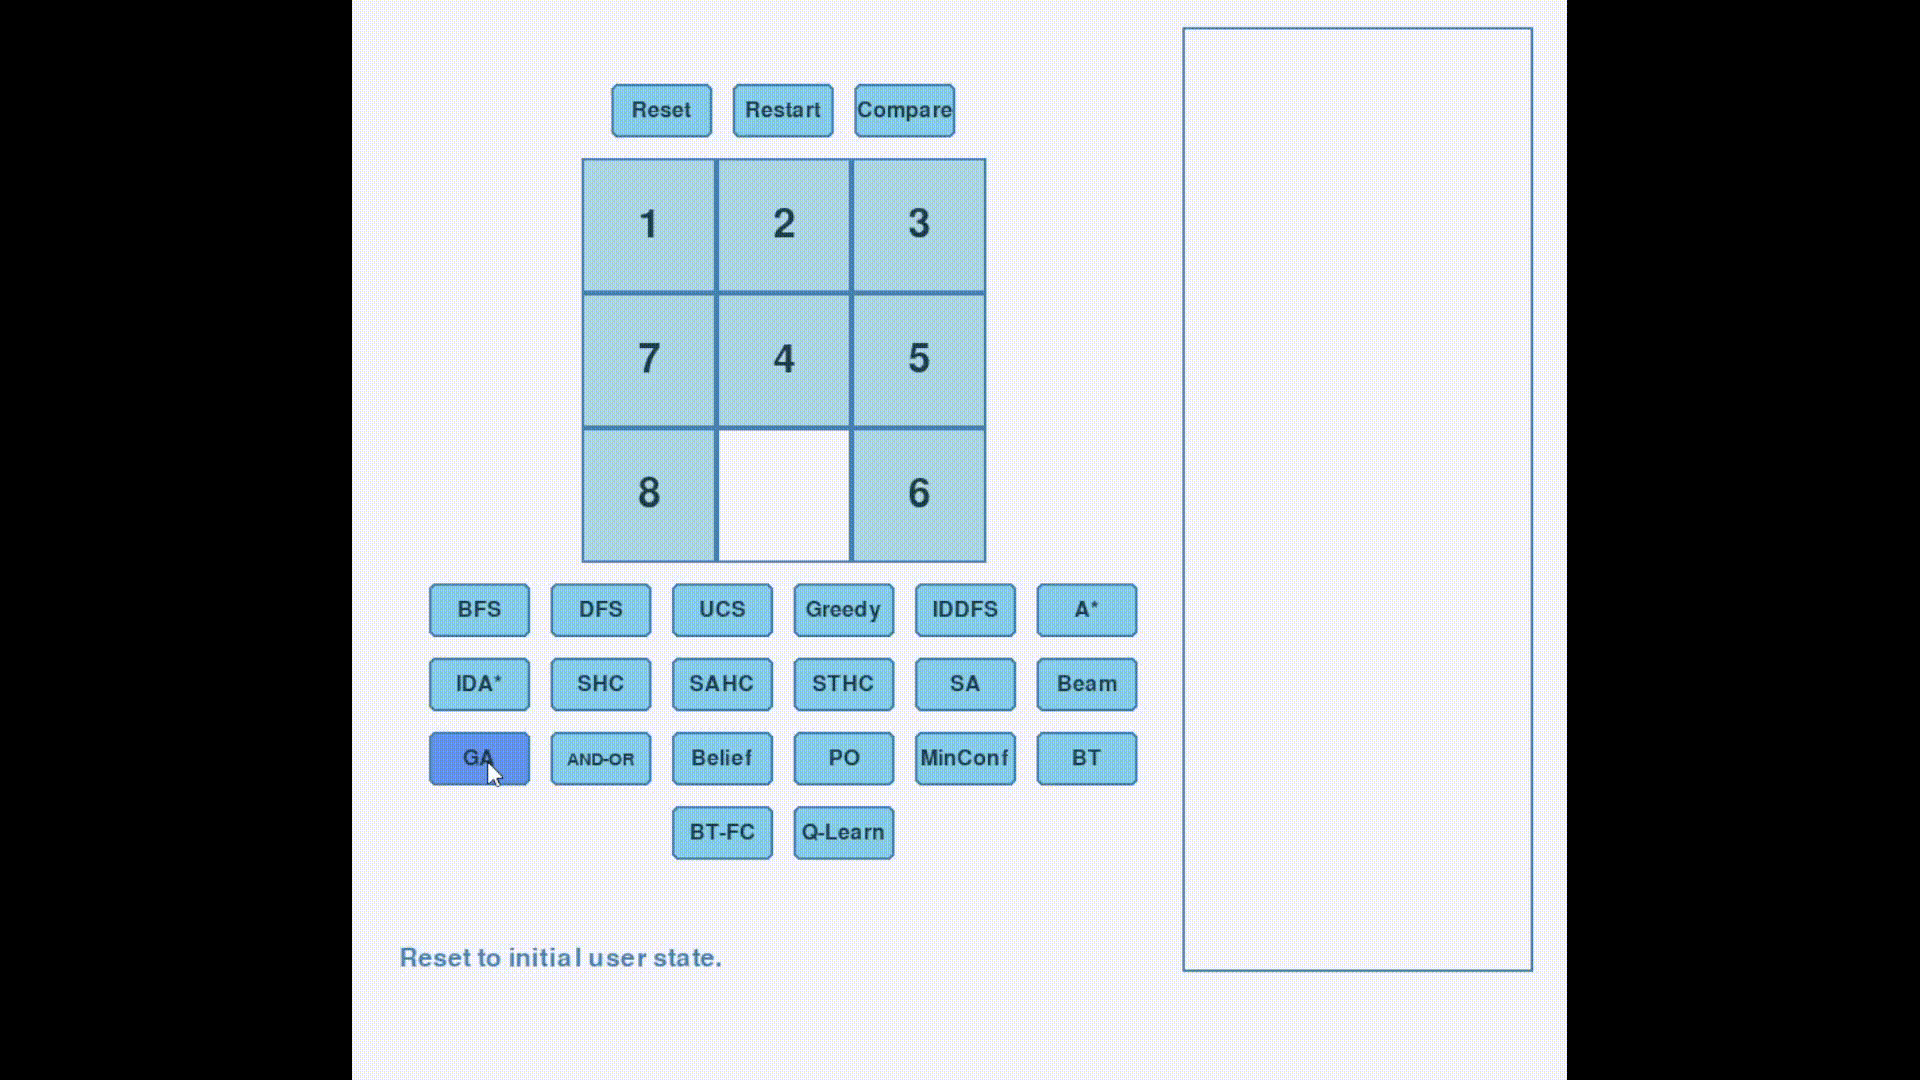 Reset Restart Compare
1 2 3
7 4 5
8 6
BFS DFS UCS Greedy IDDFS A*
IDA* SHC SAHC STHC SA Beam
GA AND-OR Belief PO MinConf BT
BT-FC Q-Learn
Reset to initial user state.